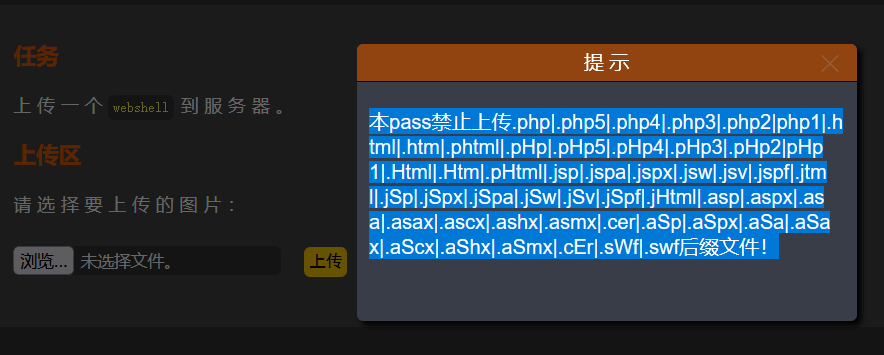 任务
上传一个 webshell 到服务器。
上传区
请选择要上传的图片：
浏览... 未选择文件。 上传
提示
本pass禁止上传.php|.php5|.php4|.php3|.php2|php1|.h
tml|.htm|.phtml|.pHp|.pHp5|.pHp4|.pHp3|.pHp2|pHp
1|.Html|.Htm|.pHtml|.jsp|.jspa|.jspx|.jsw|.jsv|.jspf|.jtm
l|.jSp|.jSpx|.jSpa|.jSw|.jSv|.jSpf|.jHtml|.asp|.aspx|.as
a|.asax|.ascx|.ashx|.asmx|.cer|.aSp|.aSpx|.aSa|.aSa
x|.aScx|.aShx|.aSmx|.cEr|.sWf|.swf后缀文件！